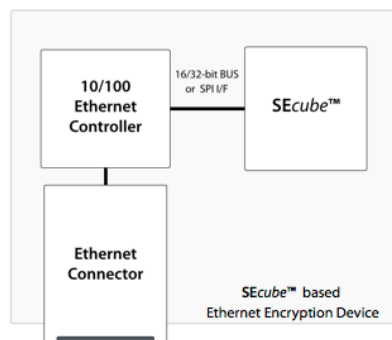 10/100
Ethernet
Controller
16/32-bit BUS
or SPI I/F
SEcube™
Ethernet
Connector
SEcube™ based
Ethernet Encryption Device